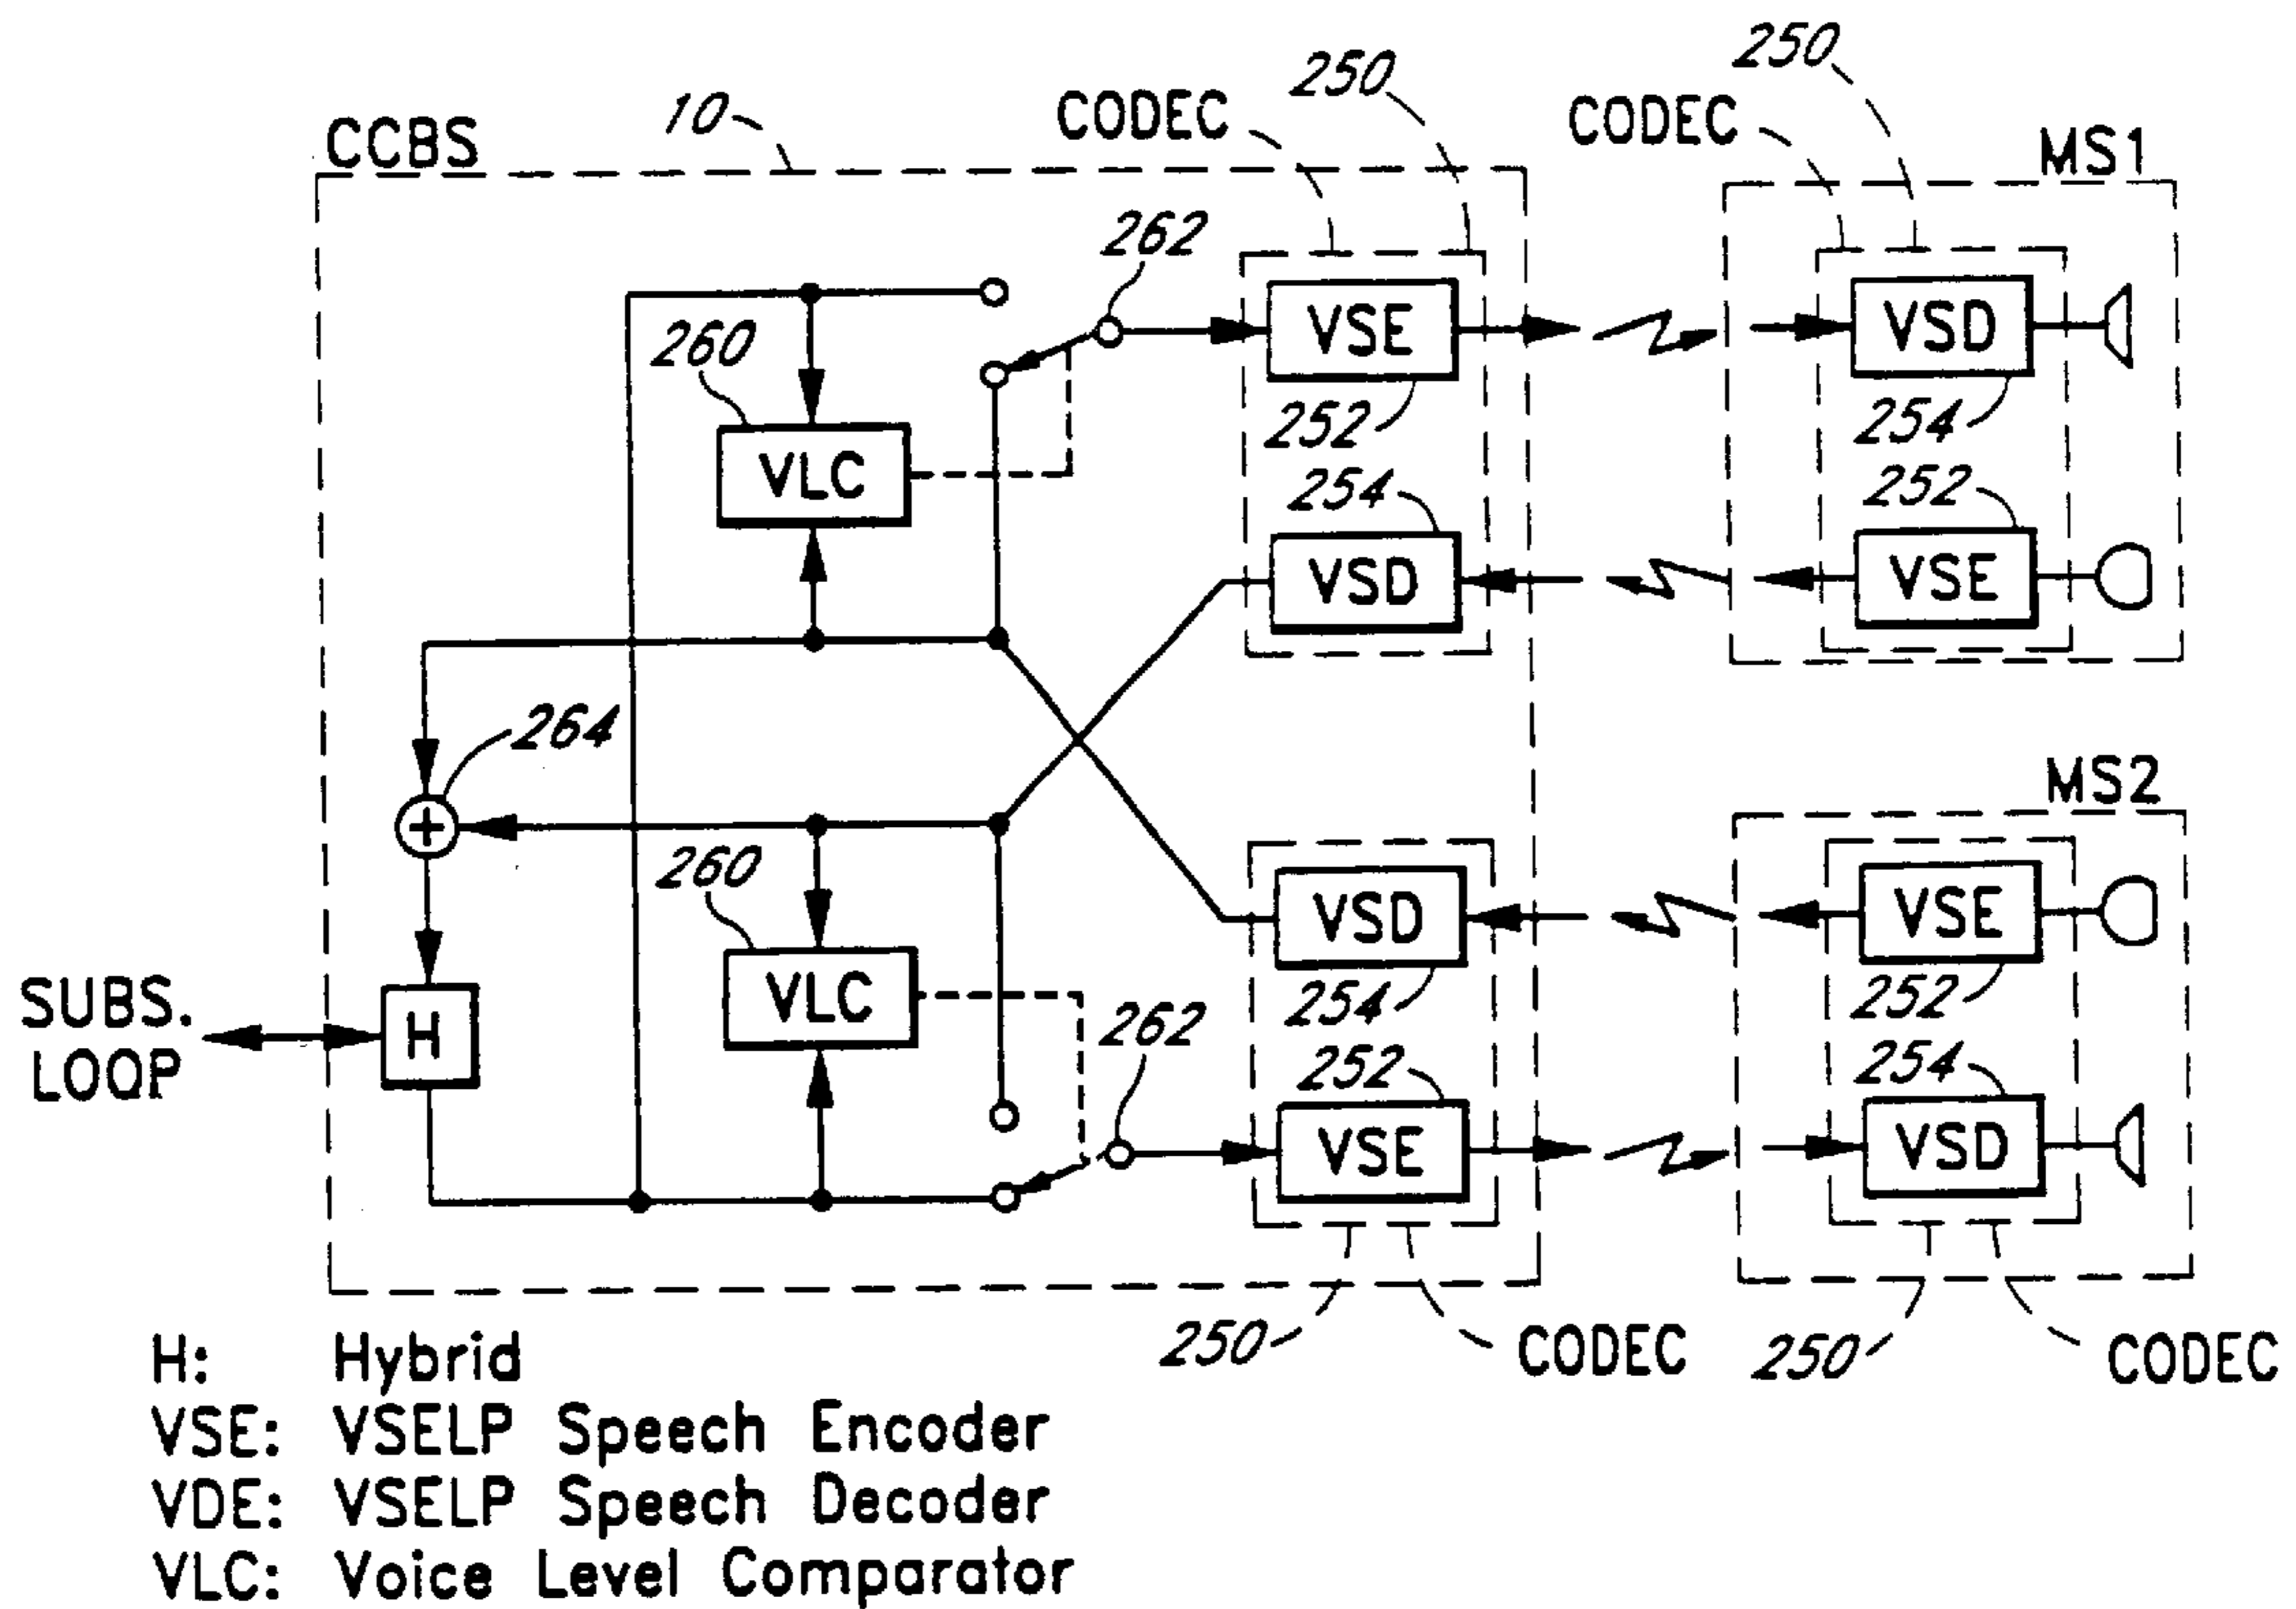 250
250
CODEC
CODEC
10
CCBS
MS1
262
260
VSE
VSD
252
254
VLC
254
252
VSD
VSE
264
MS2
260
VSD
VSE
254
252
VLC
SUBS.
LOOP
H
262
252
254
VSE
VSD
250
CODEC
250
CODEC
H: Hybrid
VSE: VSELP Speech Encoder
VDE: VSELP Speech Decoder
VLC: Voice Level Comparator